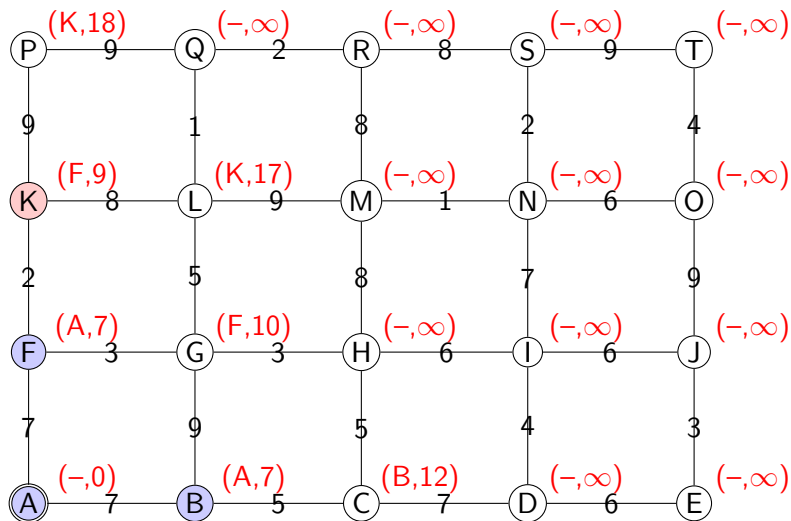 (K,18) (–,∞) (–,∞) (–,∞) (–,∞)
P 9 Q 2 R 8 S 9 T
9 1 8 2 4
(F,9) (K,17) (–,∞) (–,∞) (–,∞)
K 8 L 9 M 1 N 6 O
2 5 8 7 9
(A,7) (F,10) (–,∞) (–,∞) (–,∞)
F 3 G 3 H 6 I 6 J
7 9 5 4 3
(–,0) (A,7) (B,12) (–,∞) (–,∞)
A 7 B 5 C 7 D 6 E